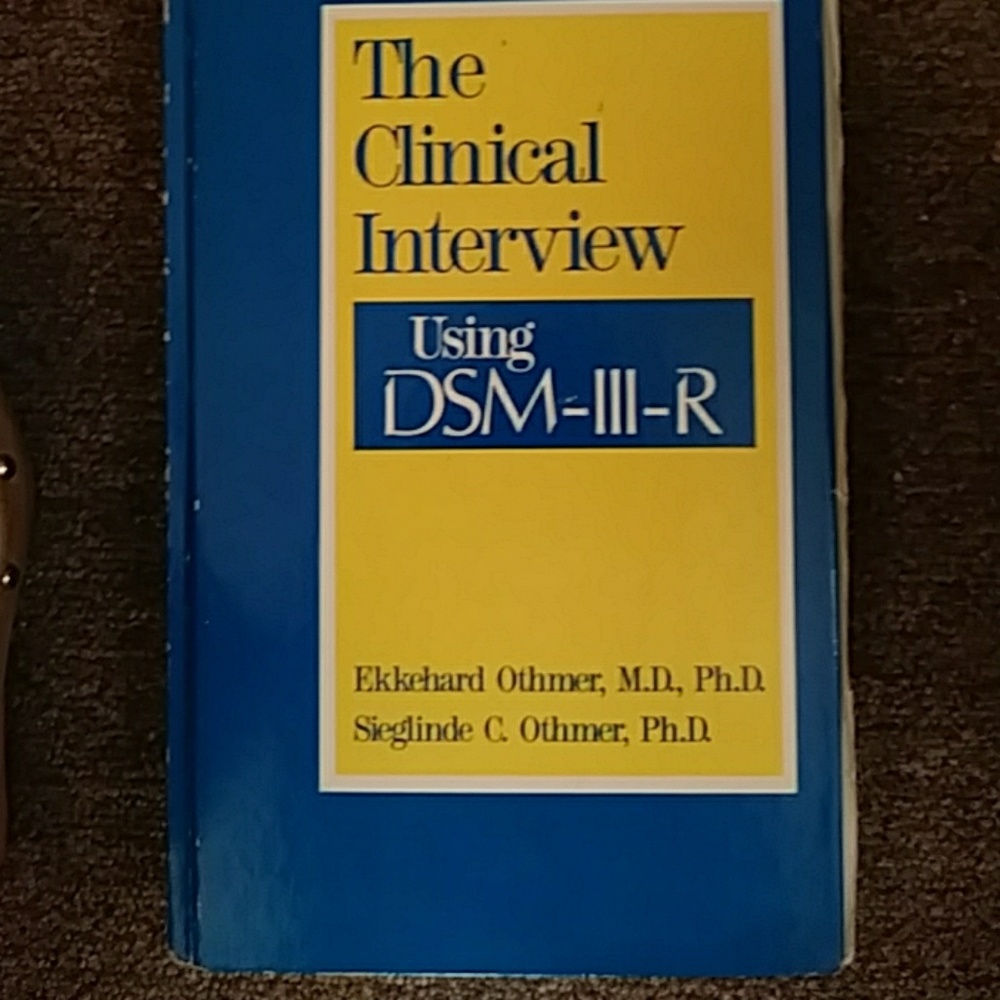 The
Clinical
Interview
Using
DSM-III-R
Ekkehard Othmer, M.D., Ph.D.
Sieglinde C. Othmer, Ph.D.